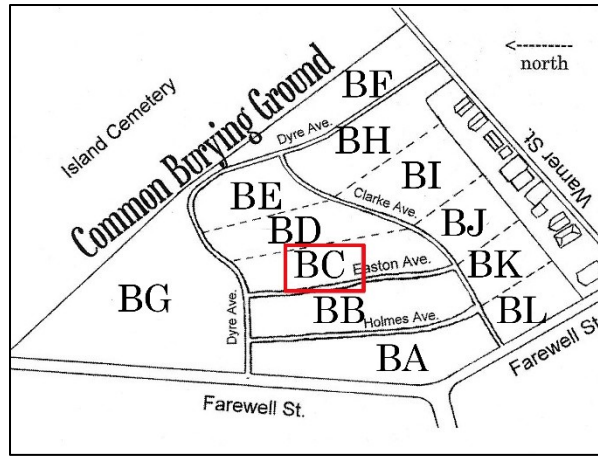 north
BF
Island Cemetery
Common Burying Ground
Dyre Ave.
BH
Warner St.
BI
BE
Clarke Ave.
BD
BJ
BC
Easton Ave.
BK
BG
Dyre Ave.
BB
Holmes Ave.
BL
BA
Farewell St.
Farewell St.